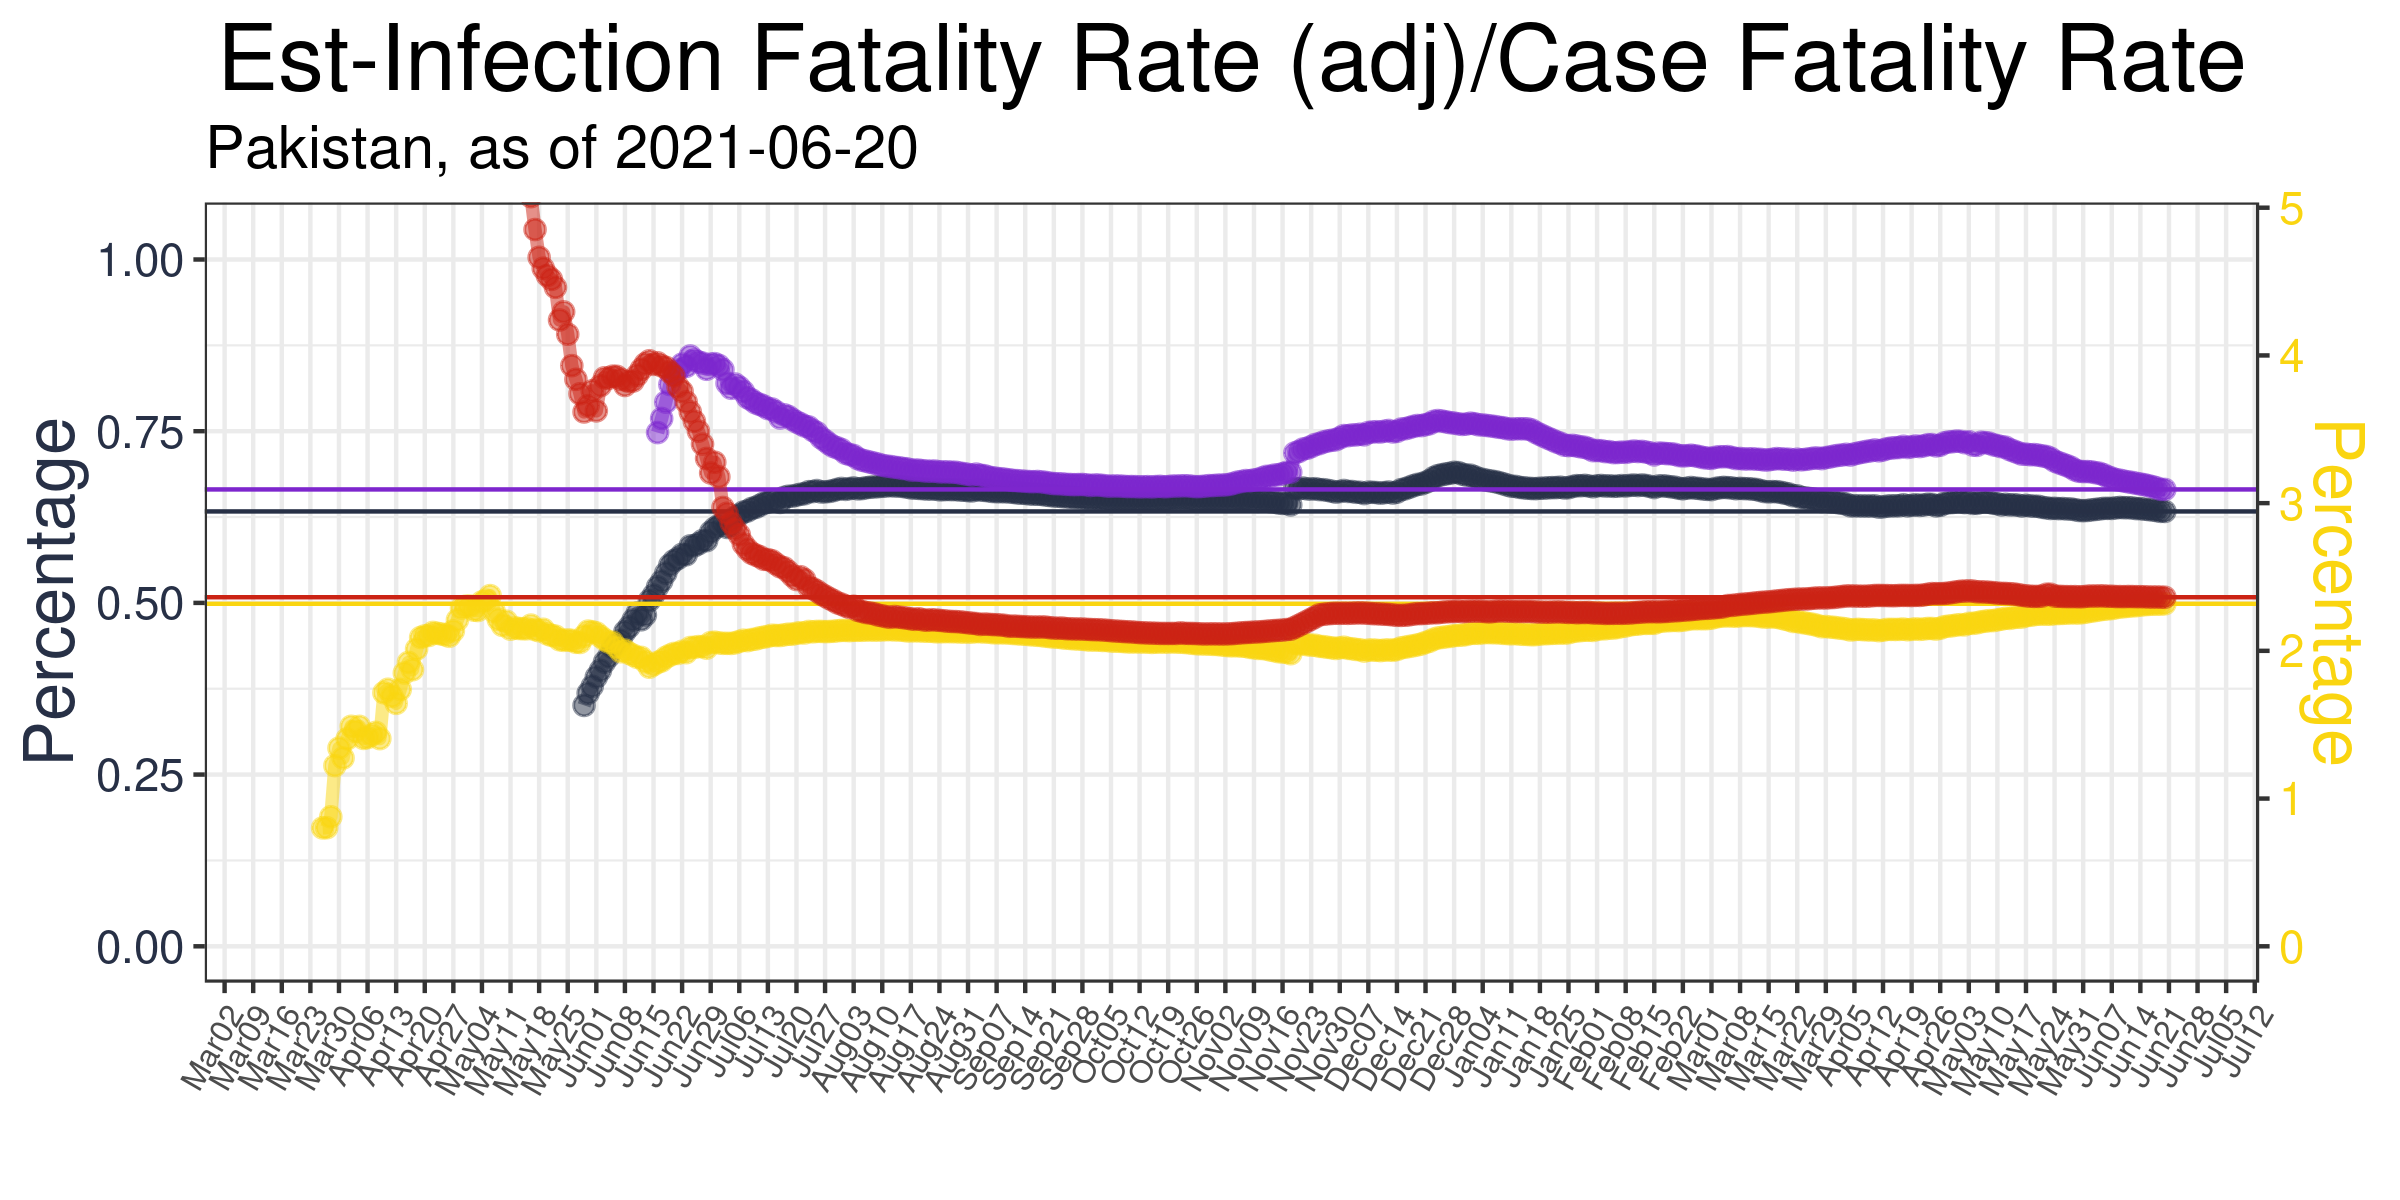 Est-Infection Fatality Rate (adj)/Case Fatality Rate
Pakistan, as of 2021-06-20
Percentage
1.00
0.75
0.50
0.25
0.00
5
4
3
2
1
0
Percentage
Mar02 Mar09 Mar16 Mar23 Mar30 Apr06 Apr13 Apr20 Apr27 May04 May11 May18 May25 Jun01 Jun08 Jun15 Jun22 Jun29 Jul06 Jul13 Jul20 Jul27 Aug03 Aug10 Aug17 Aug24 Aug31 Sep07 Sep14 Sep21 Sep28 Oct05 Oct12 Oct19 Oct26 Nov02 Nov09 Nov16 Nov23 Nov30 Dec07 Dec14 Dec21 Dec28 Jan04 Jan11 Jan18 Jan25 Feb01 Feb08 Feb15 Feb22 Mar01 Mar08 Mar15 Mar22 Mar29 Apr05 Apr12 Apr19 Apr26 May03 May10 May17 May24 May31 Jun07 Jun14 Jun21 Jun28 Jul05 Jul12